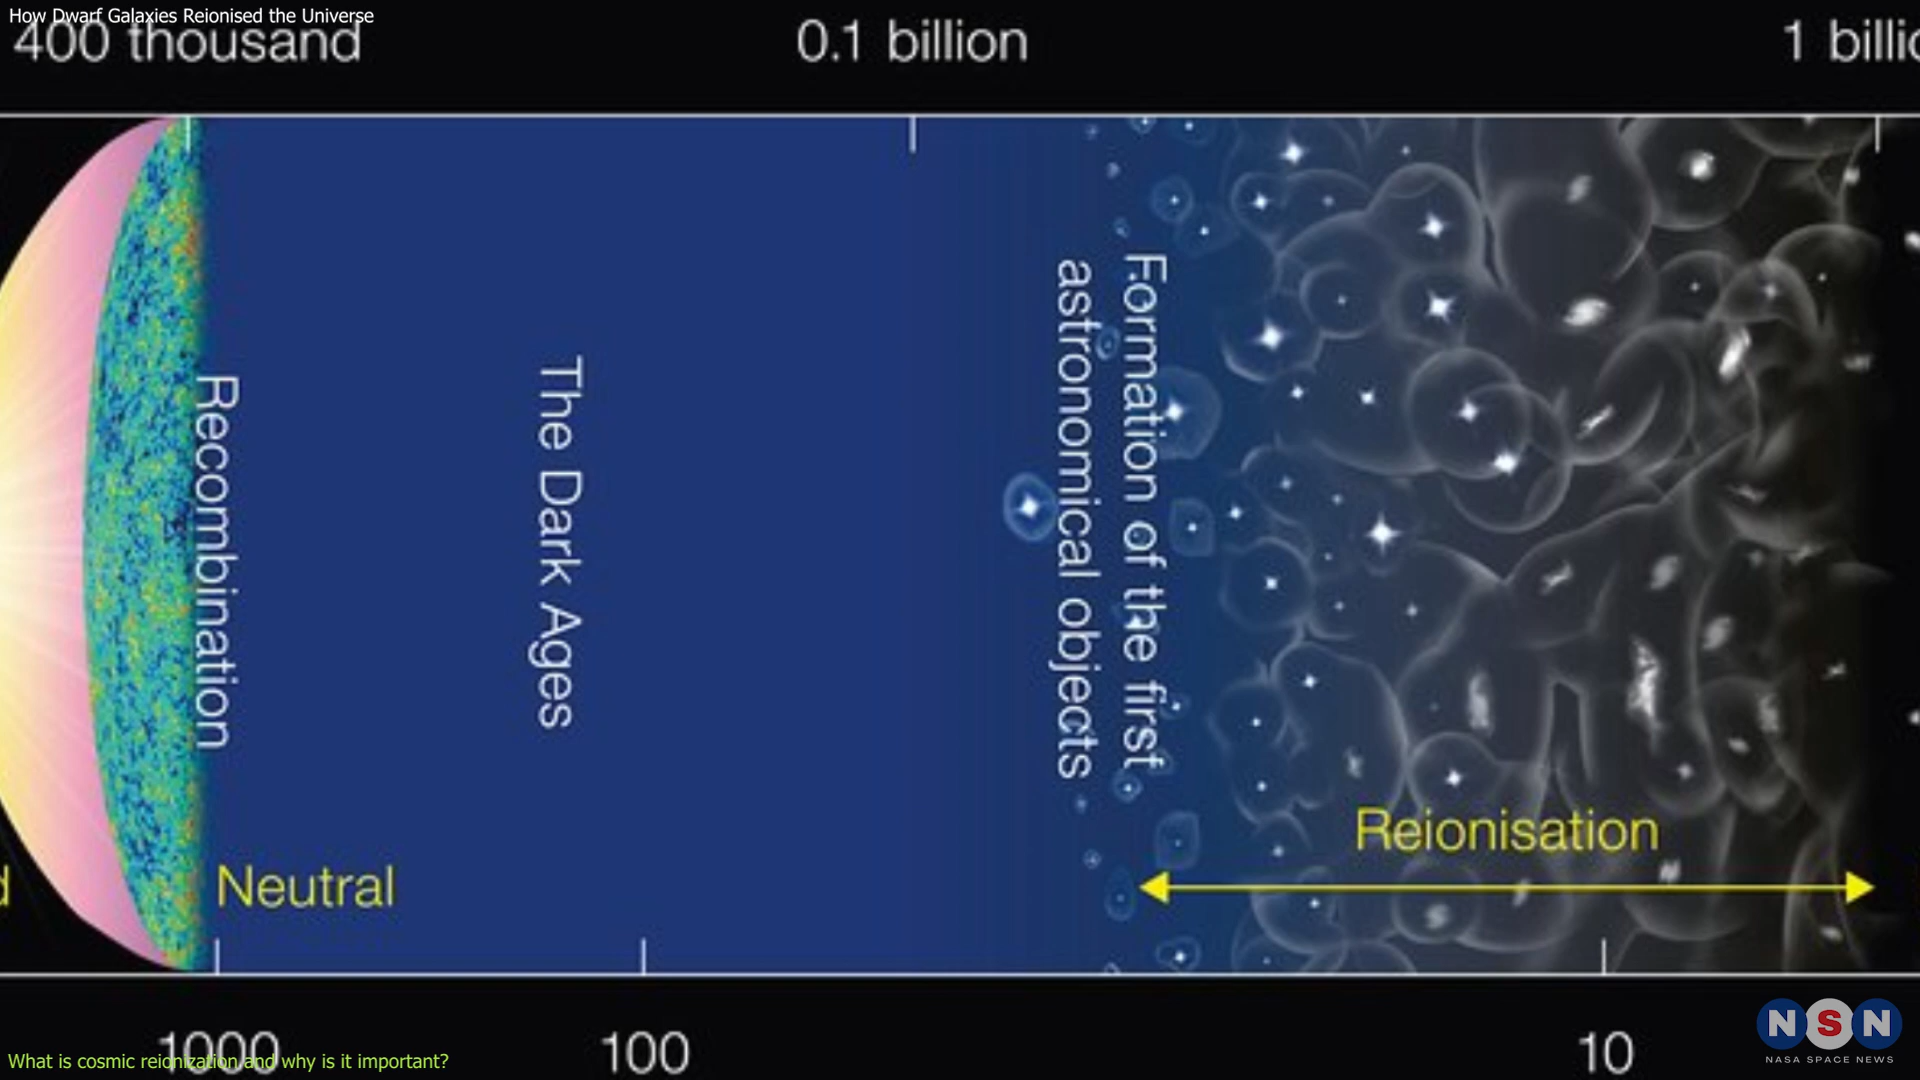 How Dwarf Galaxies Reionised the Universe
400 thousand
0.1 billion
1 billio
Recombination
The Dark Ages
Formation of the first
astronomical objects
Reionisation
d
Neutral
1000
100
10
What is cosmic reionization and why is it important?
NSN
NASA SPACE NEWS